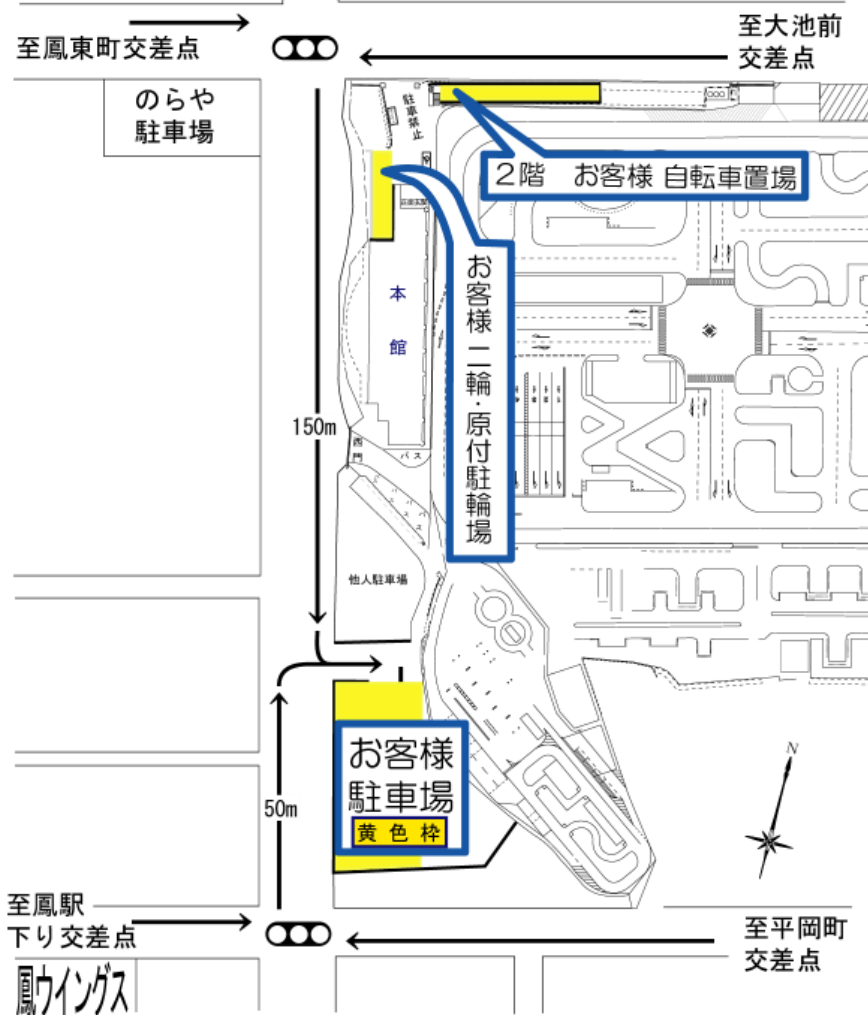 至鳳東町交差点
至大池前
交差点
のらや
駐車場
駐車禁止
2階 お客様 自転車置場
お客様 二輪・原付駐輪場
本館
150m
西門
バス
バス
他人駐車場
お客様
駐車場
黄色枠
50m
N
至鳳駅
下り交差点
至平岡町
交差点
鳳ウイングス